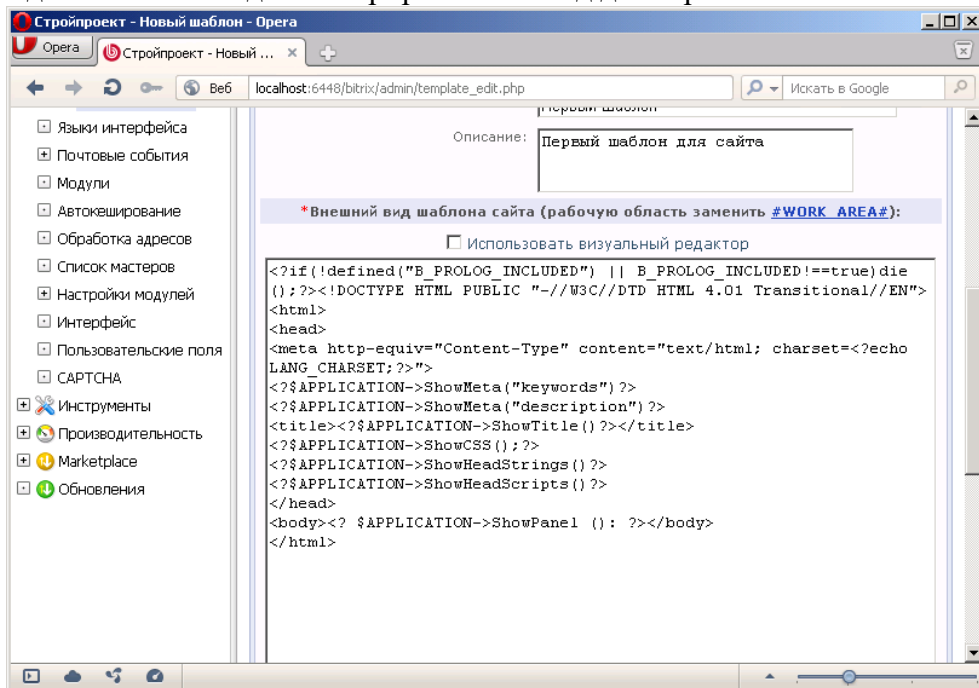 Стройпроект - Новый шаблон - Opera
Opera
Стройпроект - Новый ...
Веб
localhost:6448/bitrix/admin/template_edit.php
Искать в Google
Языки интерфейса
Почтовые события
Модули
Автокеширование
Обработка адресов
Список мастеров
Настройки модулей
Интерфейс
Пользовательские поля
CAPTCHA
Инструменты
Производительность
Marketplace
Обновления
Первый шаблон
Описание:
Первый шаблон для сайта
*Внешний вид шаблона сайта (рабочую область заменить #WORK_AREA#):
Использовать визуальный редактор
<?if(!defined("B_PROLOG_INCLUDED") || B_PROLOG_INCLUDED!==true)die
();?><!DOCTYPE HTML PUBLIC "-//W3C//DTD HTML 4.01 Transitional//EN">
<html>
<head>
<meta http-equiv="Content-Type" content="text/html; charset=<?echo
LANG_CHARSET;?>">
<?$APPLICATION->ShowMeta("keywords")?>
<?$APPLICATION->ShowMeta("description")?>
<title><?$APPLICATION->ShowTitle()?></title>
<?$APPLICATION->ShowCSS();?>
<?$APPLICATION->ShowHeadStrings()?>
<?$APPLICATION->ShowHeadScripts()?>
</head>
<body><? $APPLICATION->ShowPanel (): ?></body>
</html>